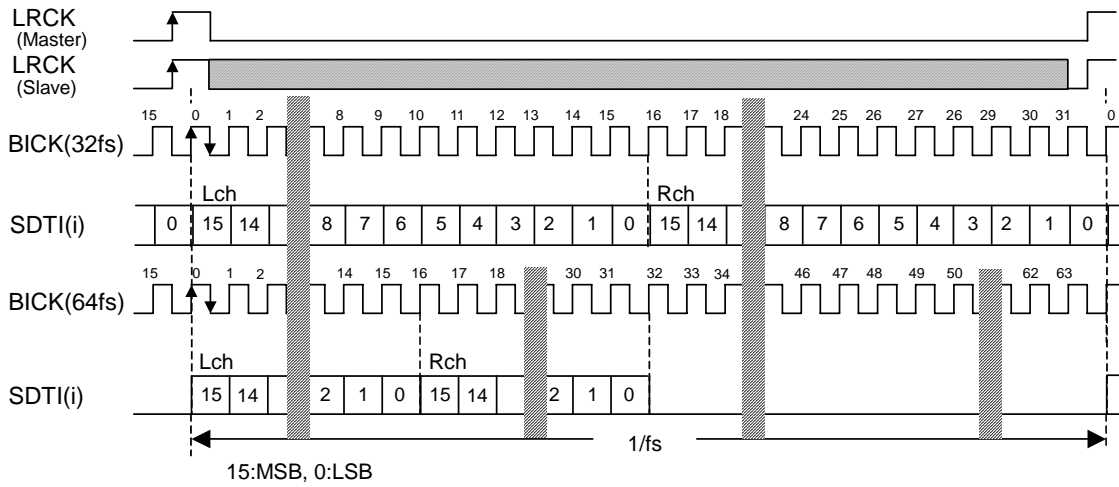 LRCK
(Master)
LRCK
(Slave)
15 0 1 2 8 9 10 11 12 13 14 15 16 17 18 24 25 26 27 26 29 30 31 0
BICK(32fs)
Lch Rch
SDTI(i) 0 15 14 8 7 6 5 4 3 2 1 0 15 14 8 7 6 5 4 3 2 1 0
15 0 1 2 14 15 16 17 18 30 31 32 33 34 46 47 48 49 50 62 63
BICK(64fs)
Lch Rch
SDTI(i) 15 14 2 1 0 15 14 2 1 0
1/fs
15:MSB, 0:LSB